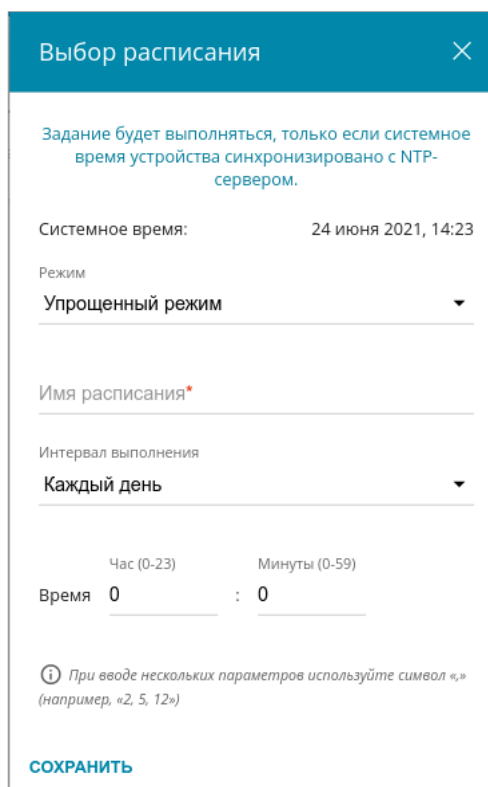 Выбор расписания
Задание будет выполняться, только если системное
время устройства синхронизировано с NTP-
сервером.
Системное время: 24 июня 2021, 14:23
Режим
Упрощенный режим
Имя расписания*
Интервал выполнения
Каждый день
Час (0-23) Минуты (0-59)
Время 0 : 0
При вводе нескольких параметров используйте символ «,»
(например, «2, 5, 12»)
СОХРАНИТЬ